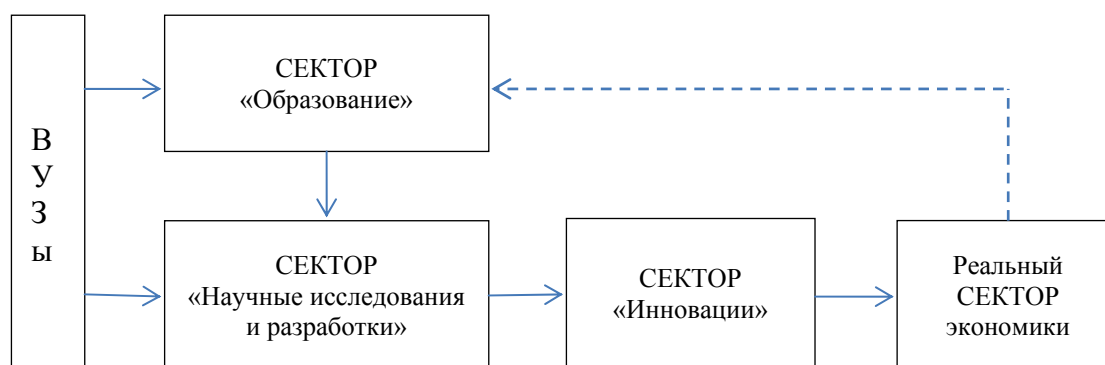 В
У
З
ы
СЕКТОР
«Образование»
СЕКТОР
«Научные исследования
и разработки»
СЕКТОР
«Инновации»
Реальный
СЕКТОР
экономики